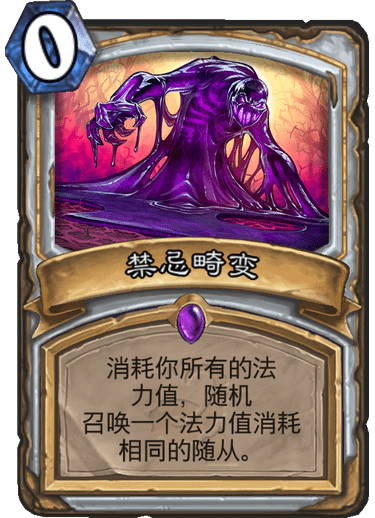 0
禁忌畸变
消耗你所有的法
力值，随机
召唤一个法力值消耗
相同的随从。